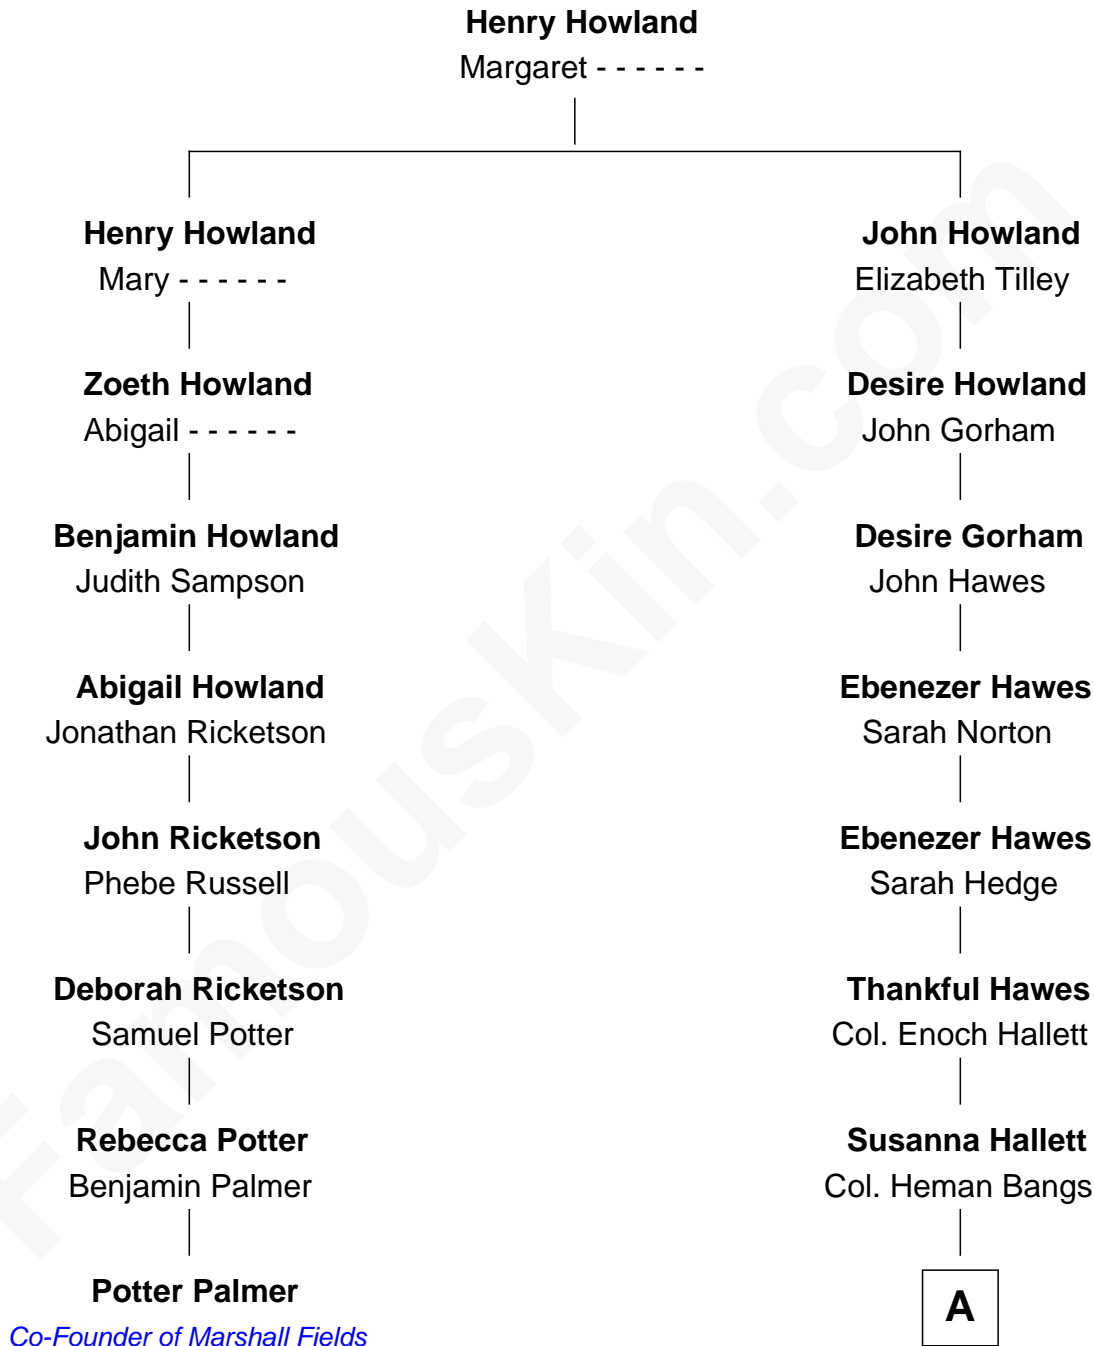 Henry Howland
Margaret - - - - - -
Henry Howland
Mary - - - - - -
John Howland
Elizabeth Tilley
Zoeth Howland
Abigail - - - - - -
Desire Howland
John Gorham
Benjamin Howland
Judith Sampson
Desire Gorham
John Hawes
Abigail Howland
Jonathan Ricketson
Ebenezer Hawes
Sarah Norton
John Ricketson
Phebe Russell
Ebenezer Hawes
Sarah Hedge
Deborah Ricketson
Samuel Potter
Thankful Hawes
Col. Enoch Hallett
Rebecca Potter
Benjamin Palmer
Susanna Hallett
Col. Heman Bangs
Potter Palmer
Co-Founder of Marshall Fields
A
FamousKin.com